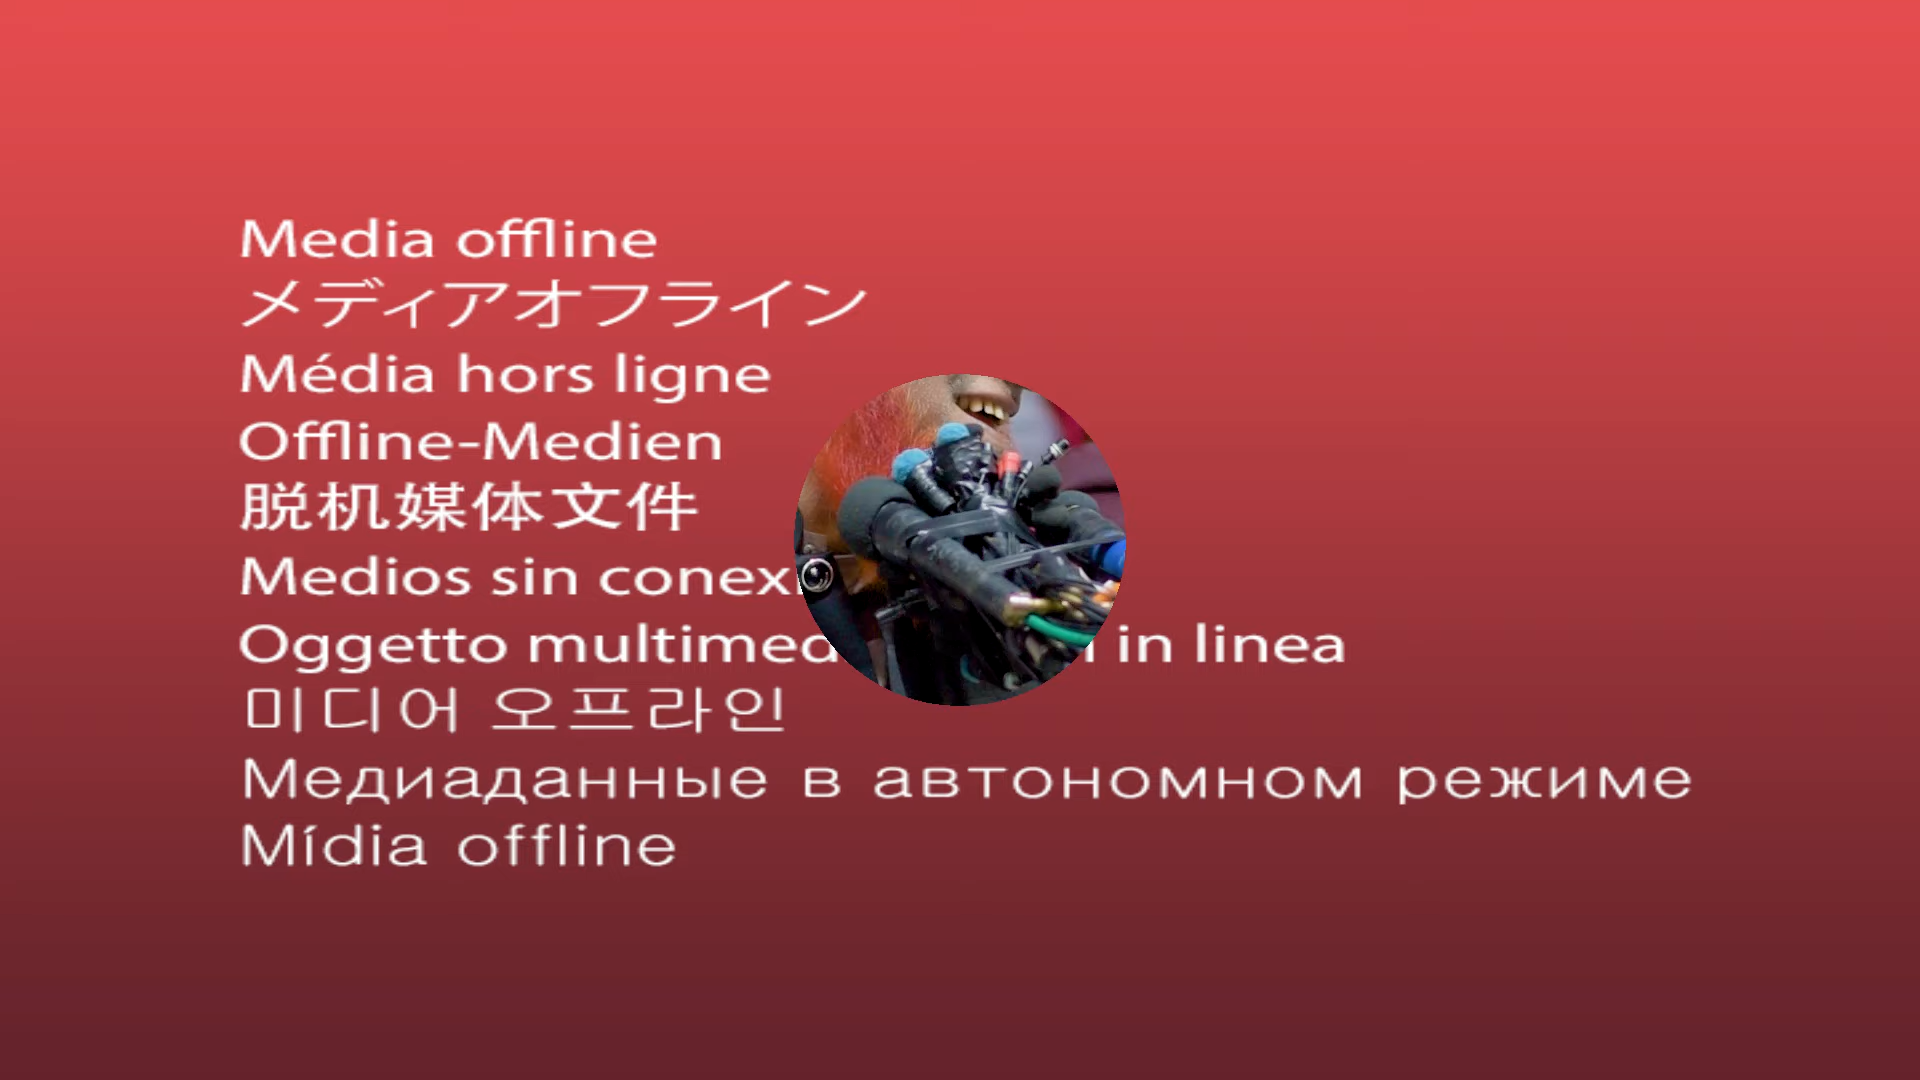 Media offline
メディアオフライン
Média hors ligne
Offline-Medien
脱机媒体文件
Medios sin
Oggetto in linea
미디어 오프라인
Медиаданные в автономном режиме
Mídia offline